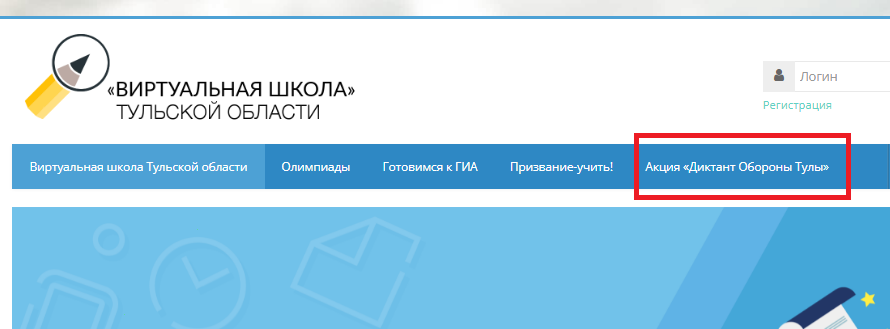 «ВИРТУАЛЬНАЯ ШКОЛА»
ТУЛЬСКОЙ ОБЛАСТИ
Логин
Регистрация
Виртуальная школа Тульской области Олимпиады Готовимся к ГИА Призвание-учить! Акция «Диктант Обороны Тулы»